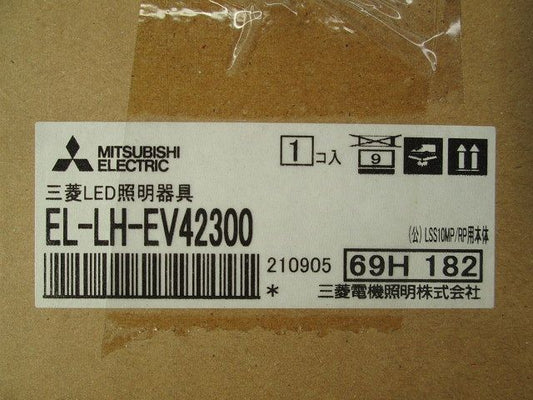 MITSUBISHI
ELECTRIC
1 コ入
9
三菱LED照明器具
EL-LH-EV42300
(公) LSS10MP/RP用本体
210905
69H 182
*
三菱電機照明株式会社